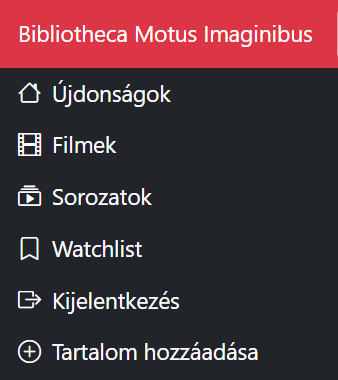 Bibliotheca Motus Imaginibus
Újdonságok
Filmek
Sorozatok
Watchlist
Kijelentkezés
Tartalom hozzáadása